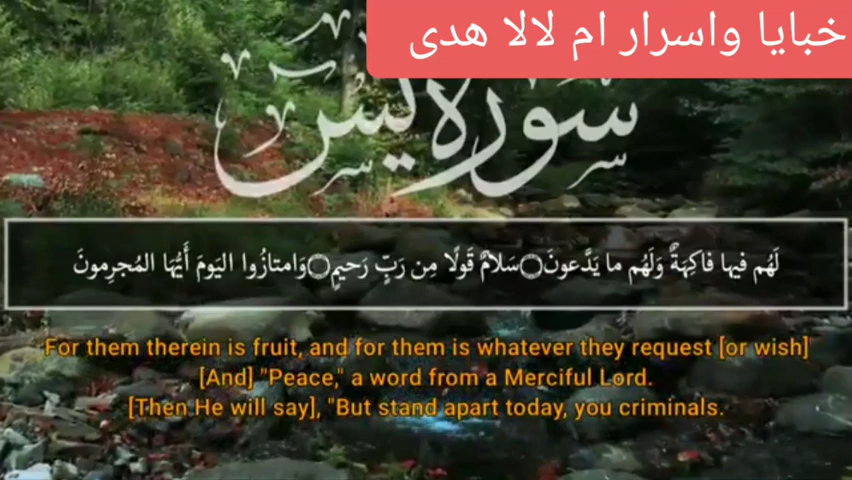 خبايا واسرار ام لالا هدى
سورة يس
لَهُم فيها فاكِهَةٌ وَلَهُم ما يَدَّعونَ۝سَلامٌ قَولًا مِن رَبٍّ رَحيمٍ۝وَامتازُوا اليَومَ أَيُّهَا المُجرِمونَ
For them therein is fruit, and for them is whatever they request [or wish]
[And] "Peace," a word from a Merciful Lord.
[Then He will say], "But stand apart today, you criminals.